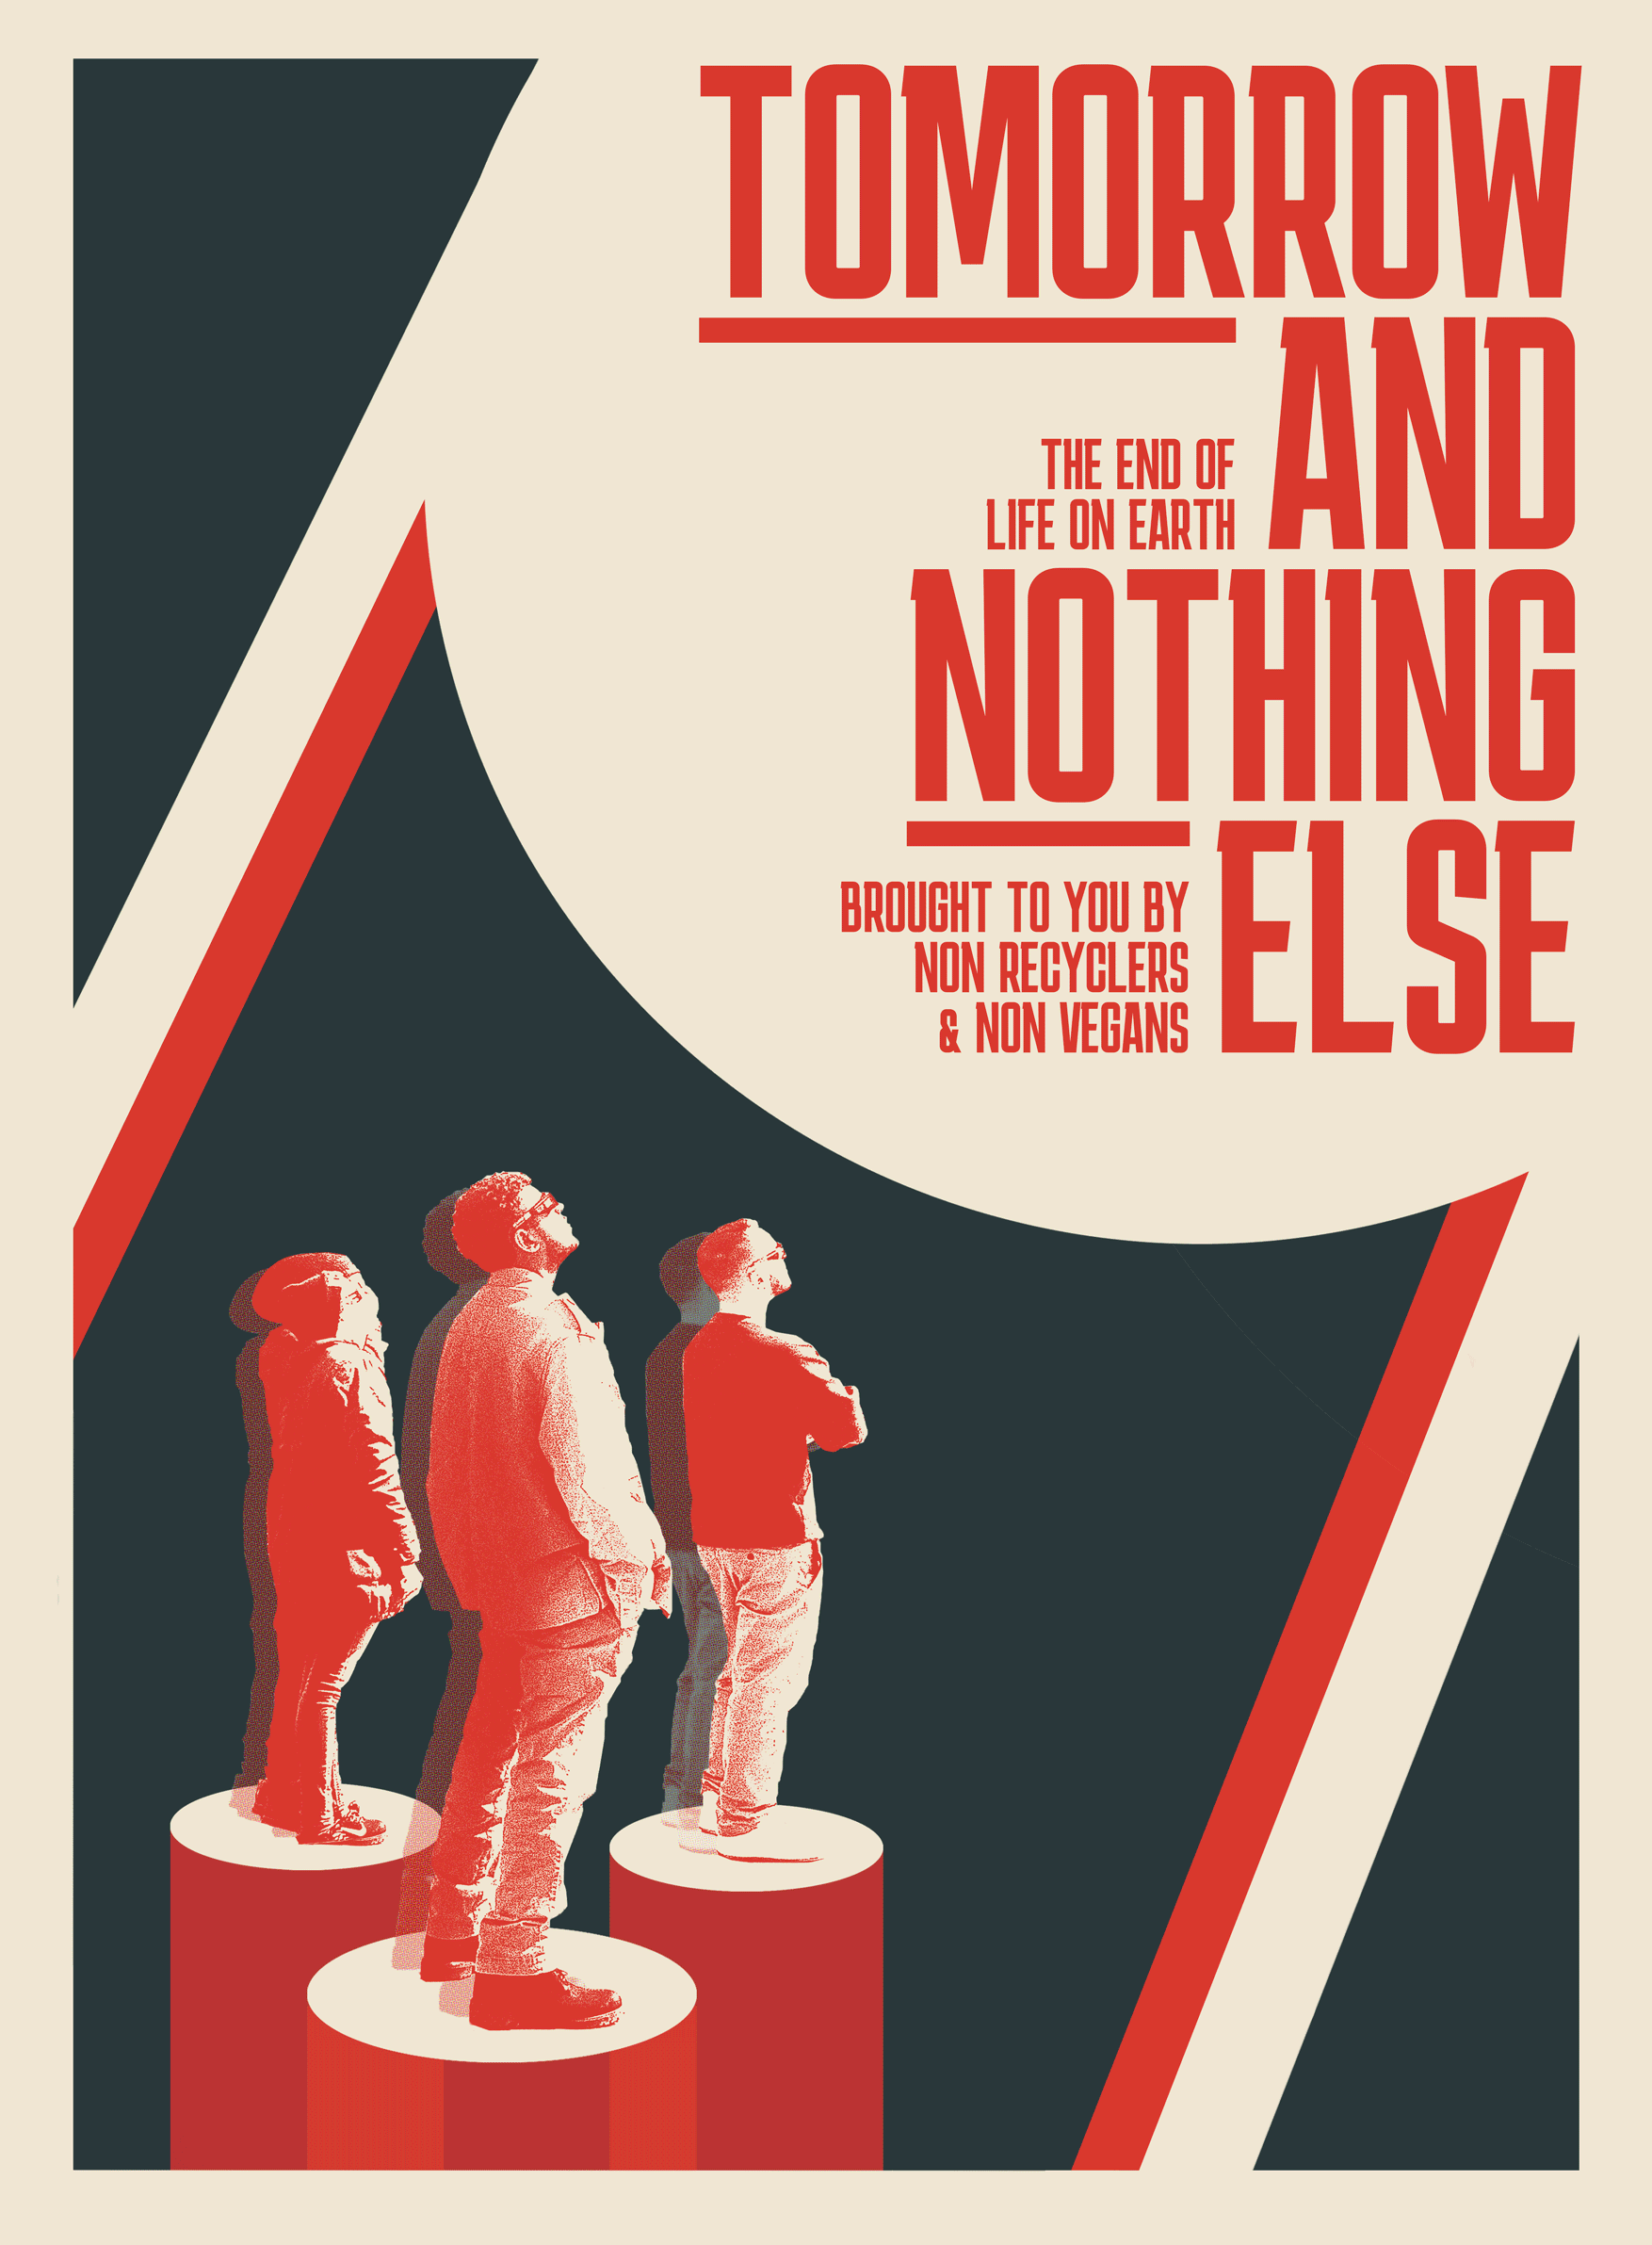 TOMORROW
AND
THE END OF
LIFE ON EARTH
NOTHING
ELSE
BROUGHT TO YOU BY
NON RECYCLERS
& NON VEGANS